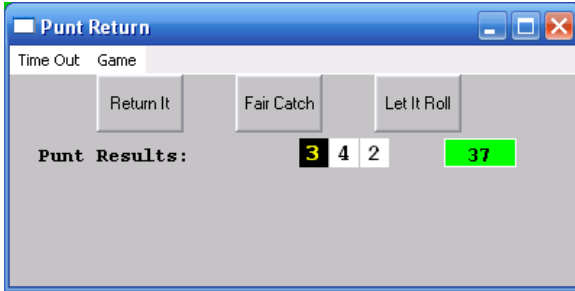 Punt Return
Time Out Game
Return It Fair Catch Let It Roll
Punt Results: 3 4 2 37